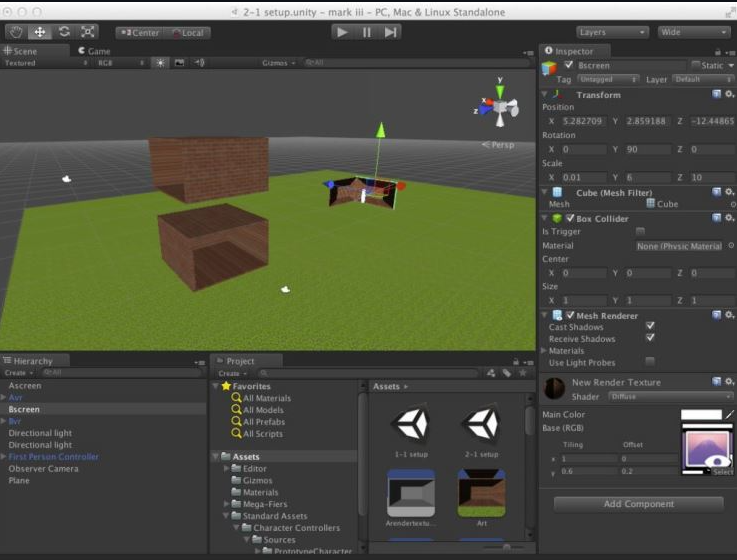 2-1 setup.unity - mark iii - PC, Mac & Linux Standalone
Center Local Layers Wide
Scene Game
Textured RGB Gizmos All
y
x
z
Persp
Inspector
Bscreen Static
Tag Untagged Layer Default
Transform
Position
X 5.282709 Y 2.859188 Z -12.44865
Rotation
X 0 Y 90 Z 0
Scale
X 0.01 Y 6 Z 10
Cube (Mesh Filter)
Mesh Cube
Box Collider
Is Trigger
Material None (Physic Material
Center
X 0 Y 0 Z 0
Size
X 1 Y 1 Z 1
Mesh Renderer
Cast Shadows
Receive Shadows
Materials
Use Light Probes
New Render Texture
Shader Diffuse
Main Color
Base (RGB)
Tiling Offset
x 1 0
y 0.6 0.2
Select
Add Component
Hierarchy
Create All
Ascreen
Avr
Bscreen
Bvr
Directional light
Directional light
First Person Controller
Observer Camera
Plane
Project
Create
Favorites
All Materials
All Models
All Prefabs
All Scripts
Assets
Editor
Gizmos
Materials
Mega-Fiers
Standard Assets
Character Controllers
Sources
PrototypeCharacter
Assets
1-1 setup 2-1 setup
Arendertextu... Art